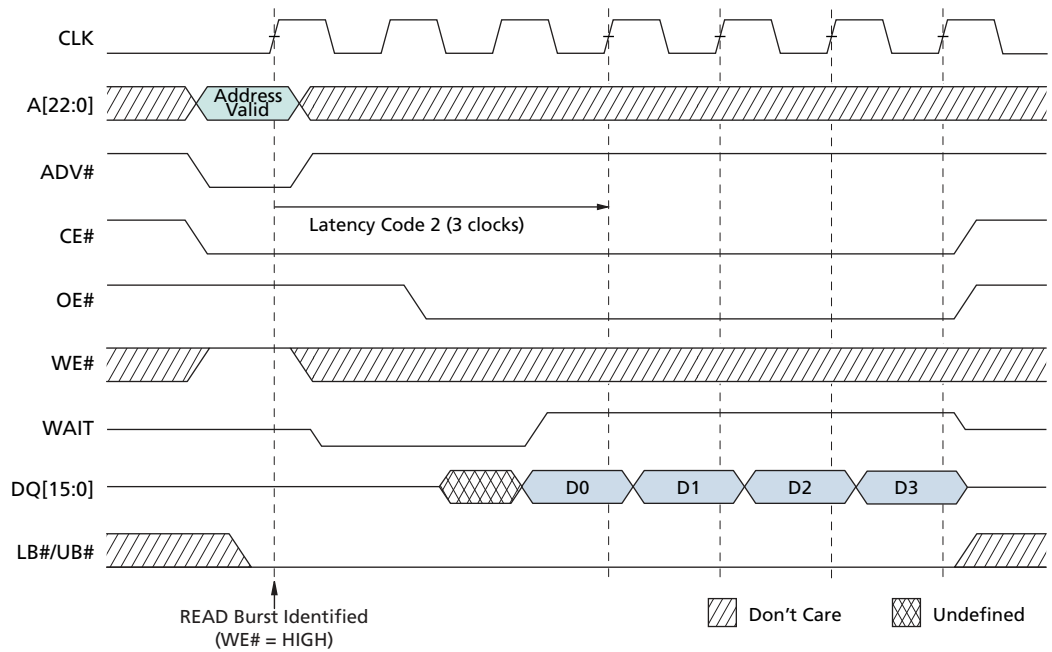 CLK
A[22:0]
Address
Valid
ADV#
Latency Code 2 (3 clocks)
CE#
OE#
WE#
WAIT
DQ[15:0]
D0 D1 D2 D3
LB#/UB#
READ Burst Identified
(WE# = HIGH)
Don't Care
Undefined